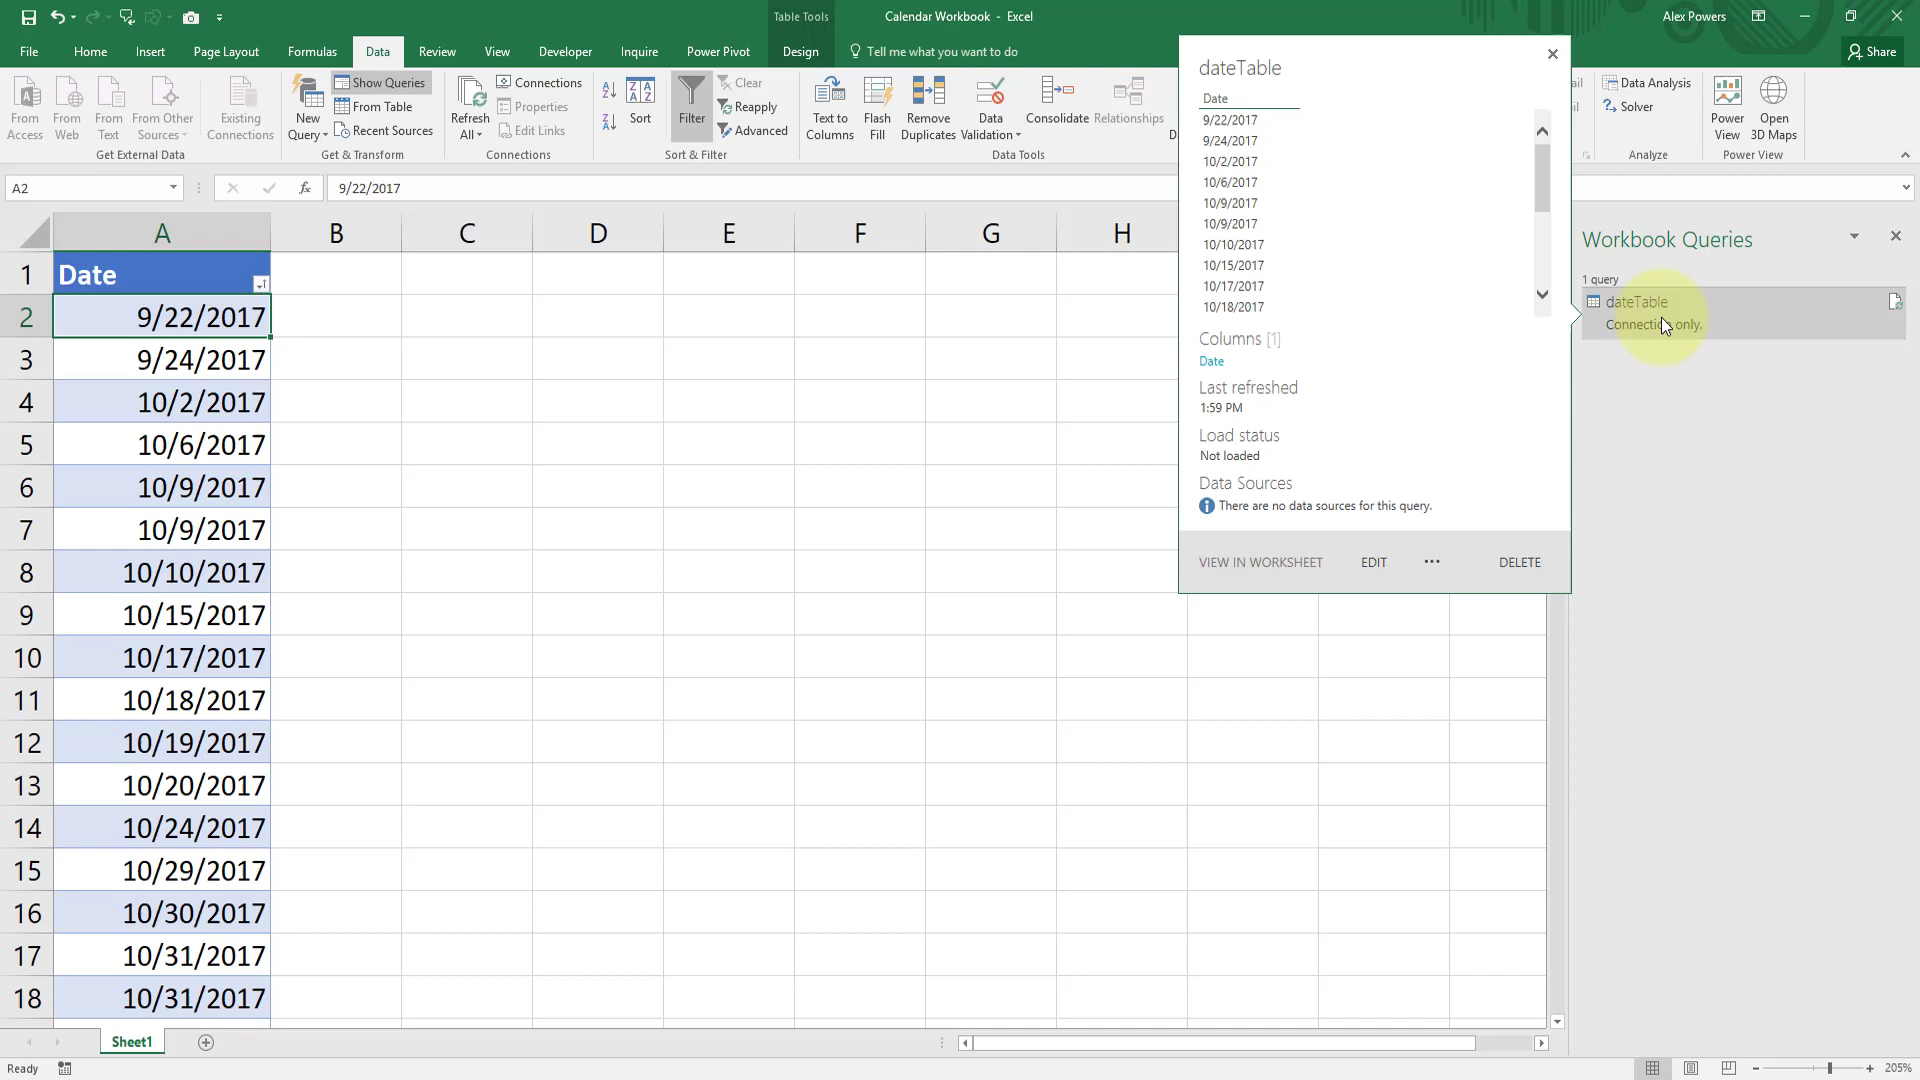 Table Tools
Calendar Workbook - Excel
Alex Powers
File Home Insert Page Layout Formulas Data Review View Developer Inquire Power Pivot Design Tell me what you want to do
Share
From Access
From Web
From Text
From Other Sources
Existing Connections
Get External Data
New Query
Show Queries
From Table
Recent Sources
Get & Transform
Refresh All
Connections
Properties
Edit Links
Connections
Sort
Filter
Clear
Reapply
Advanced
Sort & Filter
Text to Columns
Flash Fill
Remove Duplicates
Data Validation
Consolidate
Relationships
Data Tools
Data Analysis
Solver
Analyze
Power View
Open 3D Maps
Power View
A2
fx
9/22/2017
A B C D E F G H
1 Date
2 9/22/2017
3 9/24/2017
4 10/2/2017
5 10/6/2017
6 10/9/2017
7 10/9/2017
8 10/10/2017
9 10/15/2017
10 10/17/2017
11 10/18/2017
12 10/19/2017
13 10/20/2017
14 10/24/2017
15 10/29/2017
16 10/30/2017
17 10/31/2017
18 10/31/2017
dateTable
Date
9/22/2017
9/24/2017
10/2/2017
10/6/2017
10/9/2017
10/9/2017
10/10/2017
10/15/2017
10/17/2017
10/18/2017
Columns [1]
Date
Last refreshed
1:59 PM
Load status
Not loaded
Data Sources
There are no data sources for this query.
VIEW IN WORKSHEET EDIT ... DELETE
Workbook Queries
1 query
dateTable
Connection only.
Sheet1
Ready
205%